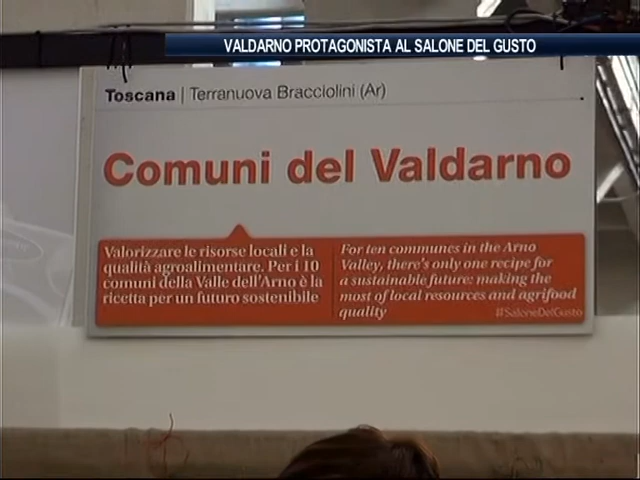 VALDARNO PROTAGONISTA AL SALONE DEL GUSTO
Toscana | Terranuova Bracciolini (Ar)
Comuni del Valdarno
Valorizzare le risorse locali e la
qualità agroalimentare. Per i 10
comuni della Valle dell'Arno è la
ricetta per un futuro sostenibile
For ten communes in the Arno
Valley, there's only one recipe for
a sustainable future: making the
most of local resources and agrifood
quality
#SaloneDelGusto